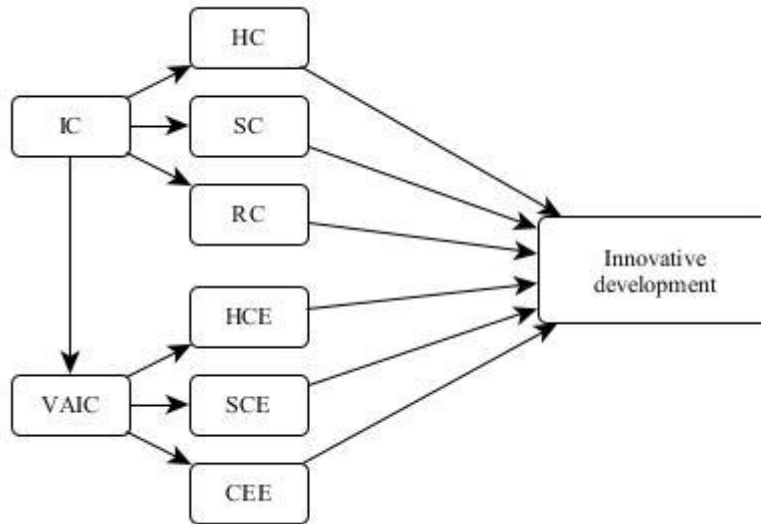 HC
IC
SC
RC
Innovative
development
HCE
VAIC
SCE
CEE